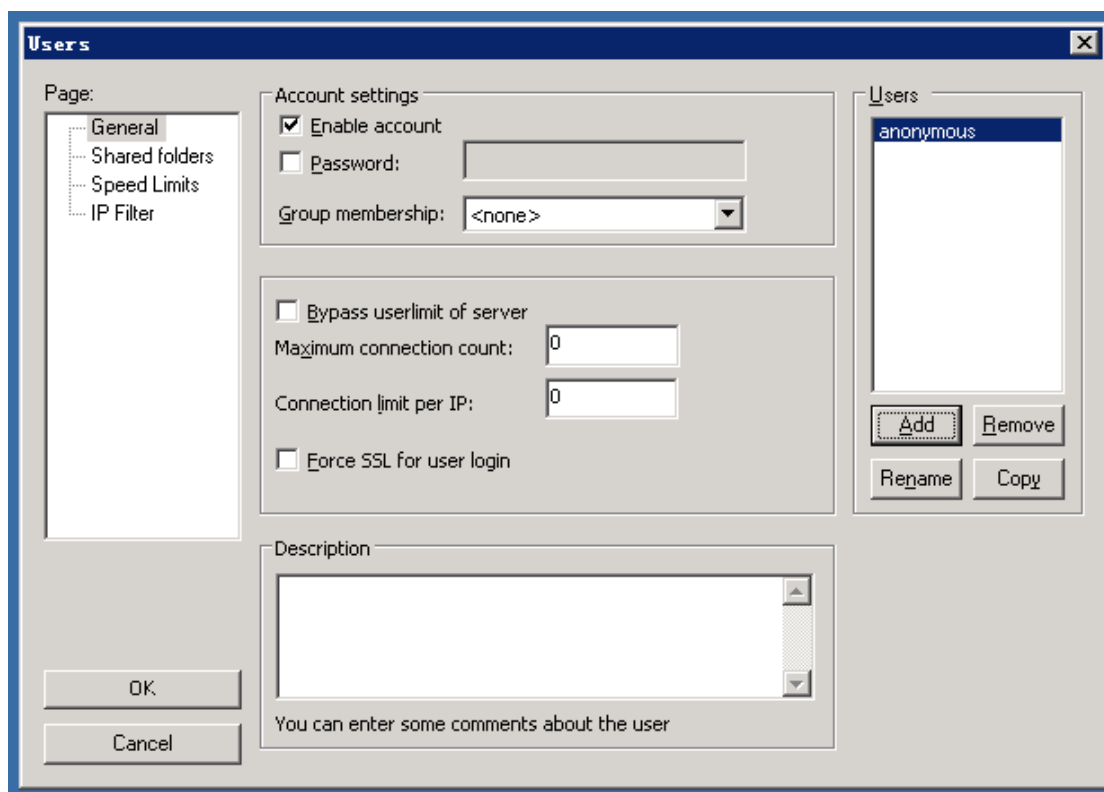 Users
Page:
General
Shared folders
Speed Limits
IP Filter
Account settings
Enable account
Password:
Group membership:
<none>
Bypass userlimit of server
Maximum connection count:
0
Connection limit per IP:
0
Force SSL for user login
Description
You can enter some comments about the user
Users
anonymous
Add
Remove
Rename
Copy
OK
Cancel